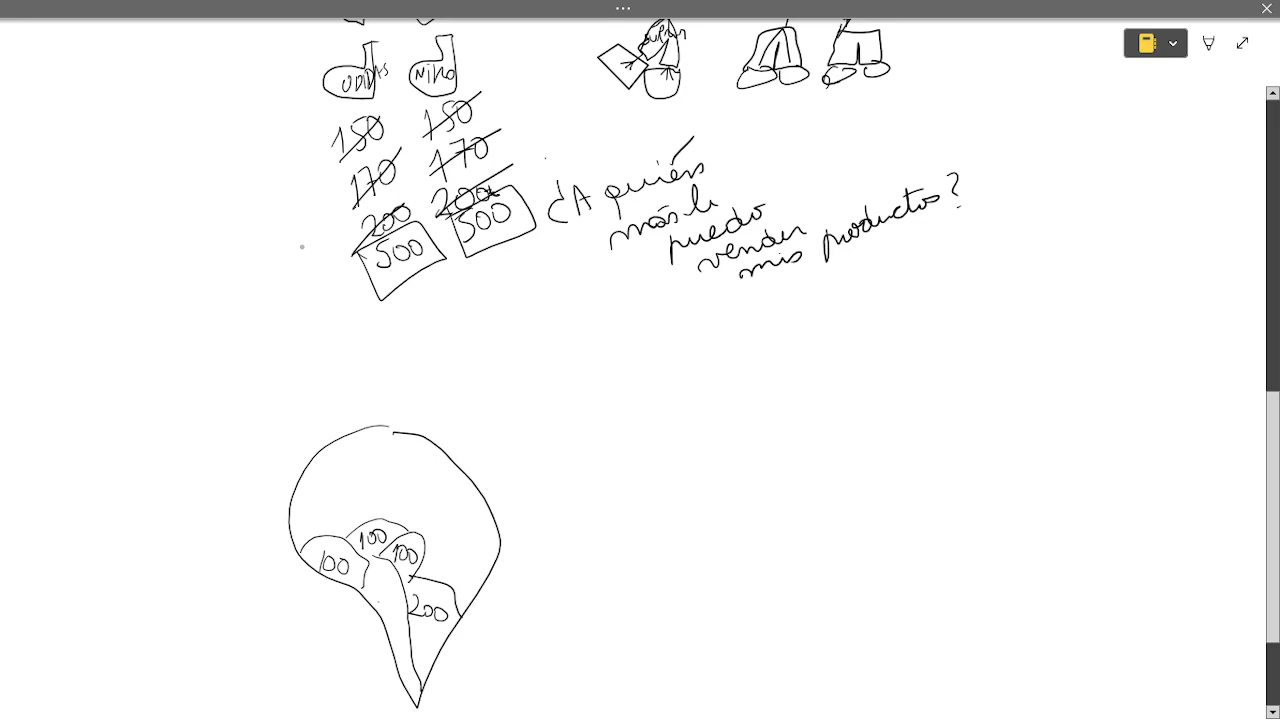 ODIDAS
NIKO
150
150
170
170
200
200
500
500
¿A quién
más le
puedo
vender
mis productos?
100
100
100
200